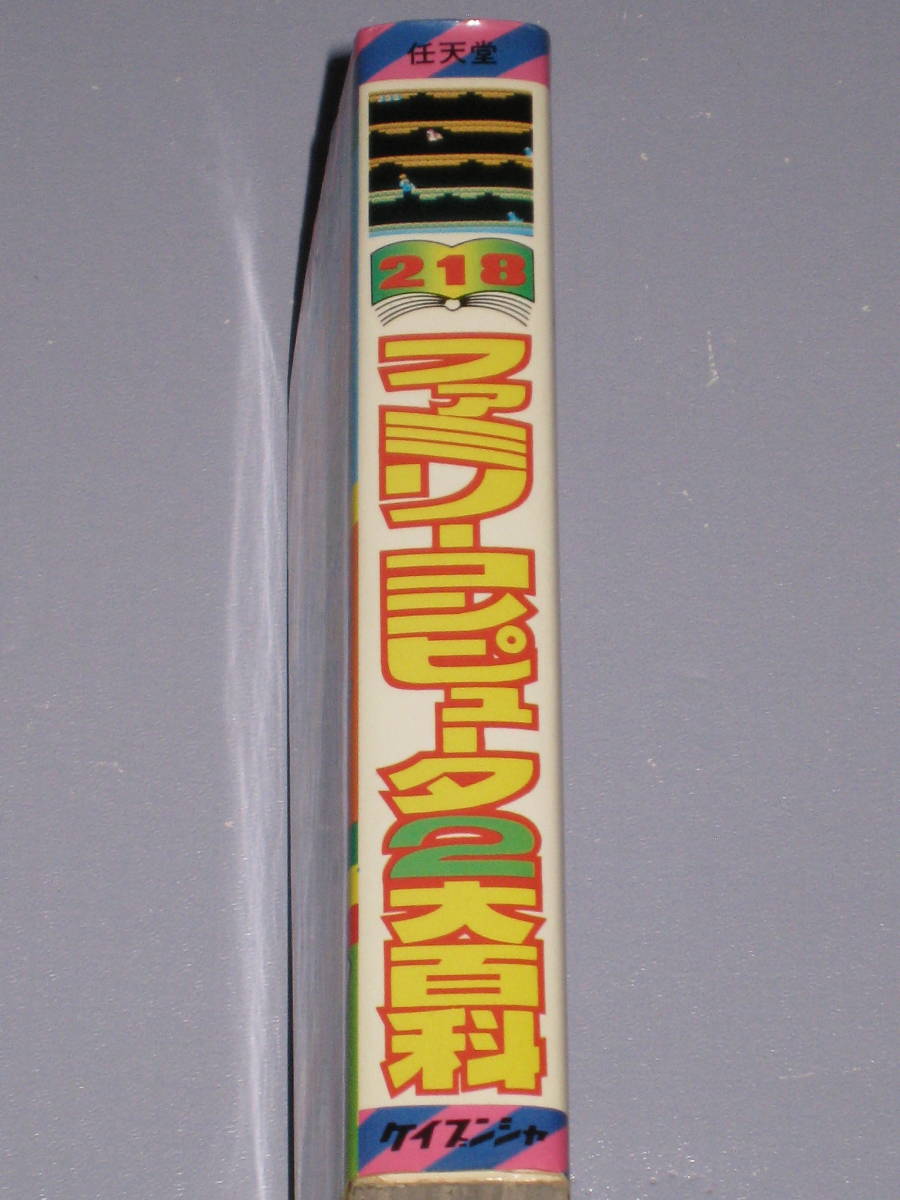 任天堂
218
ファミリーコンピュータ2大百科
ケイブンシャ